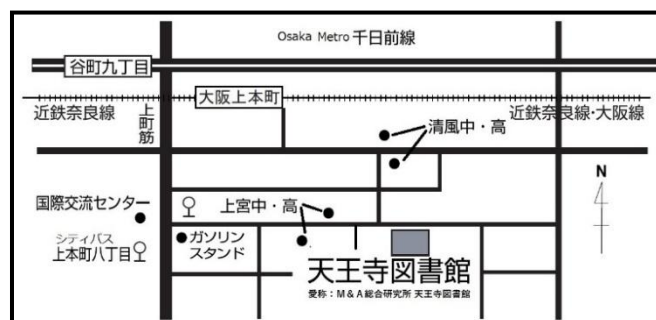 Osaka Metro 千日前線
谷町九丁目
大阪上本町
近鉄奈良線
上町筋
近鉄奈良線・大阪線
清風中・高
N
国際交流センター
上宮中・高
シティバス
上本町八丁目
ガソリン
スタンド
天王寺図書館
愛称：M&A総合研究所 天王寺図書館